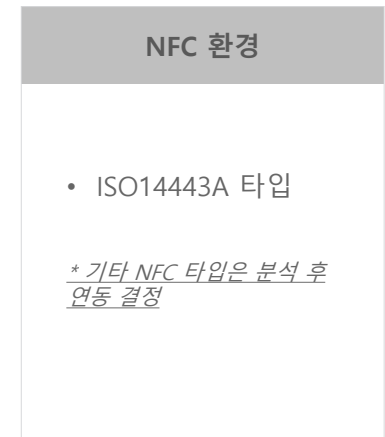 NFC 환경
• ISO14443A 타입
* 기타 NFC 타입은 분석 후
연동 결정